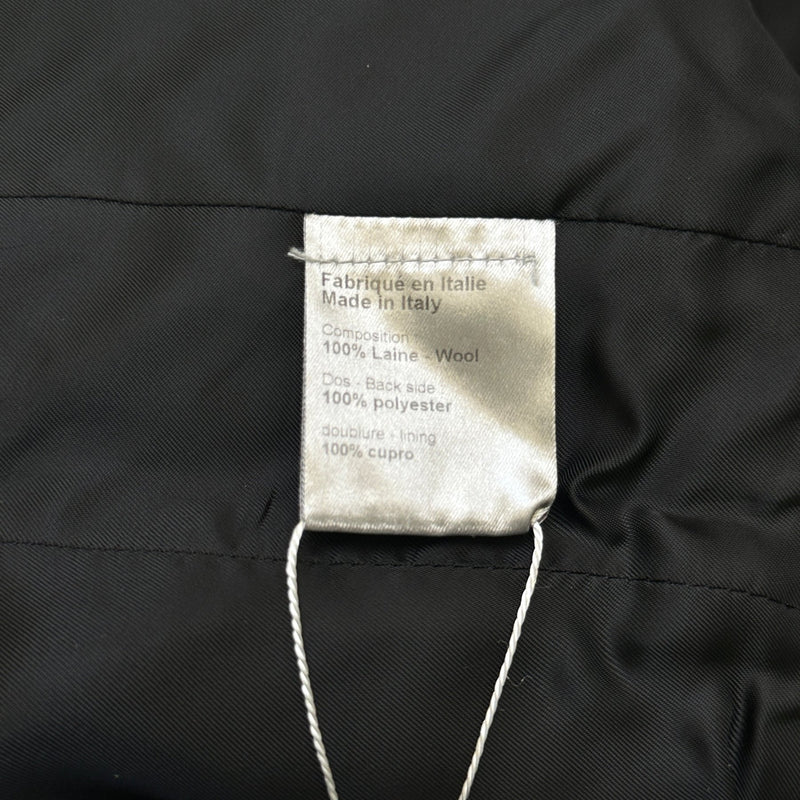 Fabriqué en Italie
Made in Italy
Composition
100% Laine - Wool
Dos - Back side
100% polyester
doublure - lining
100% cupro